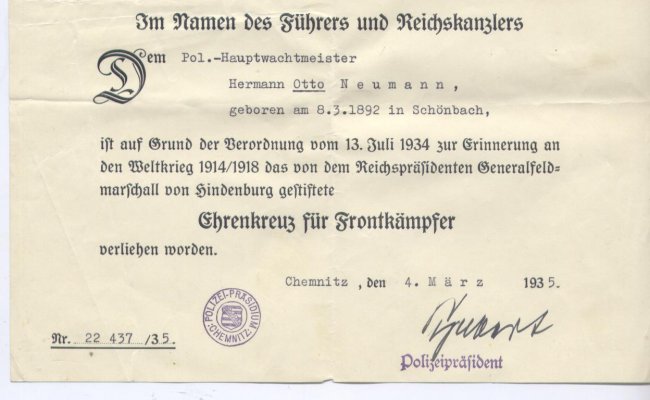 Im Namen des Führers und Reichskanzlers
Dem Pol.-Hauptwachtmeister
Hermann Otto Neumann,
geboren am 8.3.1892 in Schönbach,
ist auf Grund der Verordnung vom 13. Juli 1934 zur Erinnerung an
den Weltkrieg 1914/1918 das von dem Reichspräsidenten Generalfeld-
marschall von Hindenburg gestiftete
Ehrenkreuz für Frontkämpfer
verliehen worden.
Chemnitz, den 4. März 1935.
POLIZEI-PRÄSIDIUM
CHEMNITZ
Nr. 22 437 /35.
Polizeipräsident